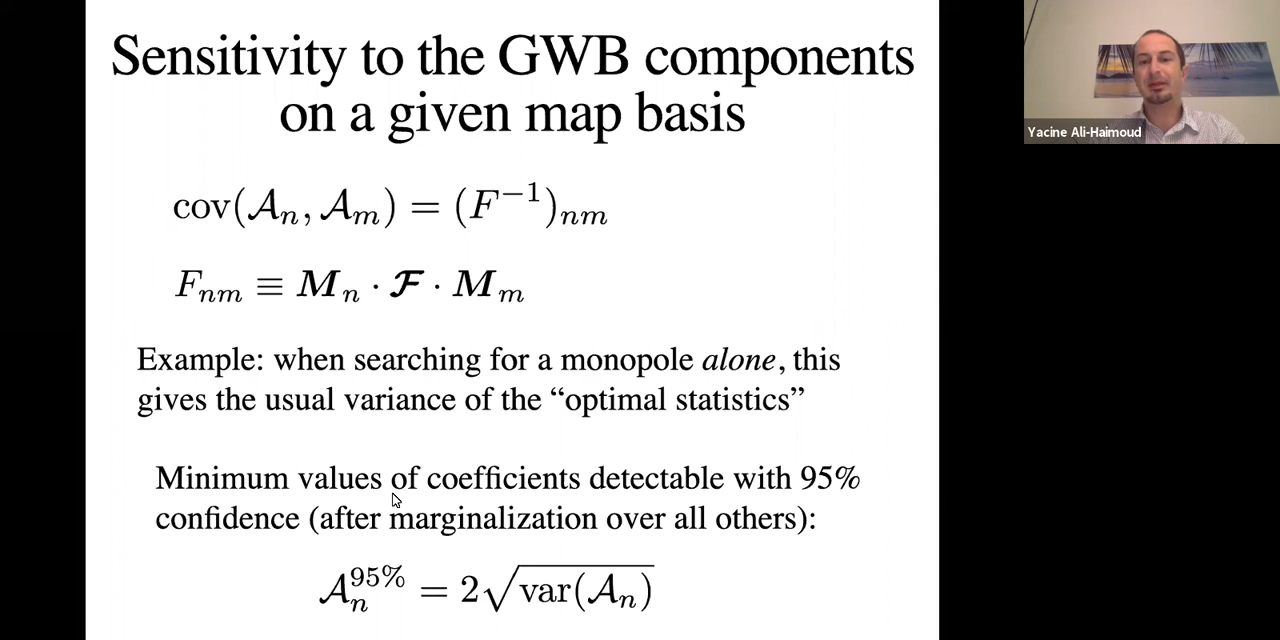 Sensitivity to the GWB components
on a given map basis
cov(𝒜ₙ, 𝒜ₘ) = (F⁻¹)ₙₘ
Fₙₘ ≡ 𝑴ₙ · 𝓕 · 𝑴ₘ
Example: when searching for a monopole alone, this
gives the usual variance of the “optimal statistics”
Minimum values of coefficients detectable with 95%
confidence (after marginalization over all others):
𝒜ₙ^{95%} = 2√var(𝒜ₙ)
Yacine Ali-Haimoud